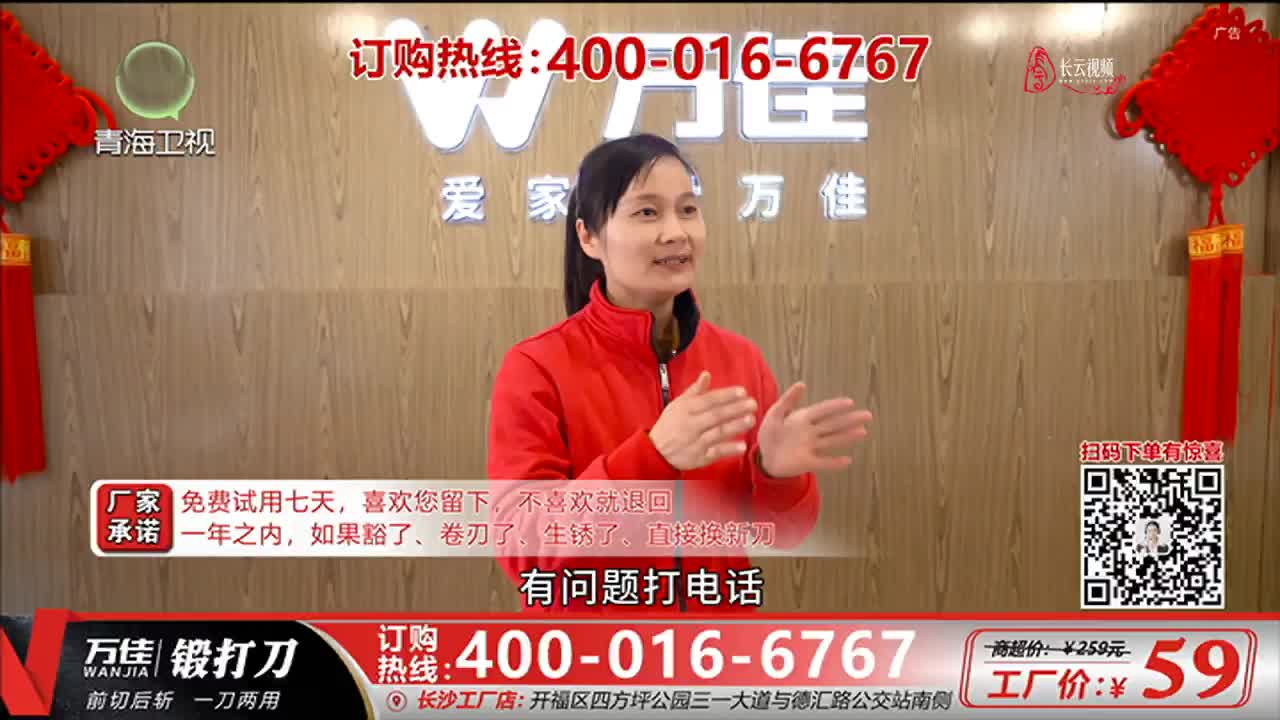 广告
订购热线:400-016-6767
长云视频
青海卫视
W万佳
爱家 万佳
福
福 福
扫码下单有惊喜
厂家承诺
免费试用七天，喜欢您留下，不喜欢就退回
一年之内，如果豁了、卷刃了、生锈了、直接换新刀
有问题打电话
万佳
WANJIA
锻打刀
前切后斩 一刀两用
订购热线:400-016-6767
长沙工厂店:开福区四方坪公园三一大道与德汇路公交站南侧
商超价:￥259元
工厂价:￥59